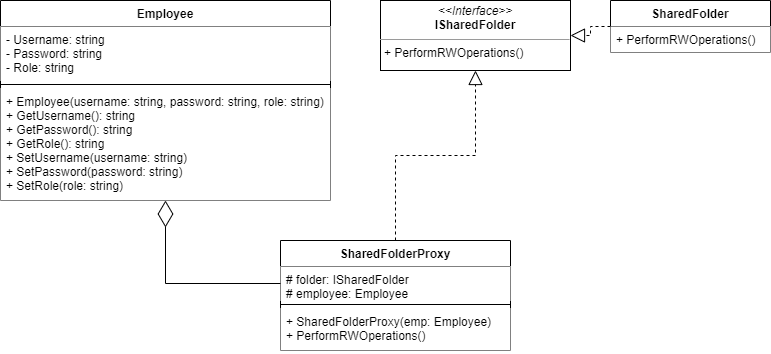 Employee
- Username: string
- Password: string
- Role: string
+ Employee(username: string, password: string, role: string)
+ GetUsername(): string
+ GetPassword(): string
+ GetRole(): string
+ SetUsername(username: string)
+ SetPassword(password: string)
+ SetRole(role: string)
<<Interface>>
ISharedFolder
+ PerformRWOperations()
SharedFolder
+ PerformRWOperations()
SharedFolderProxy
# folder: ISharedFolder
# employee: Employee
+ SharedFolderProxy(emp: Employee)
+ PerformRWOperations()